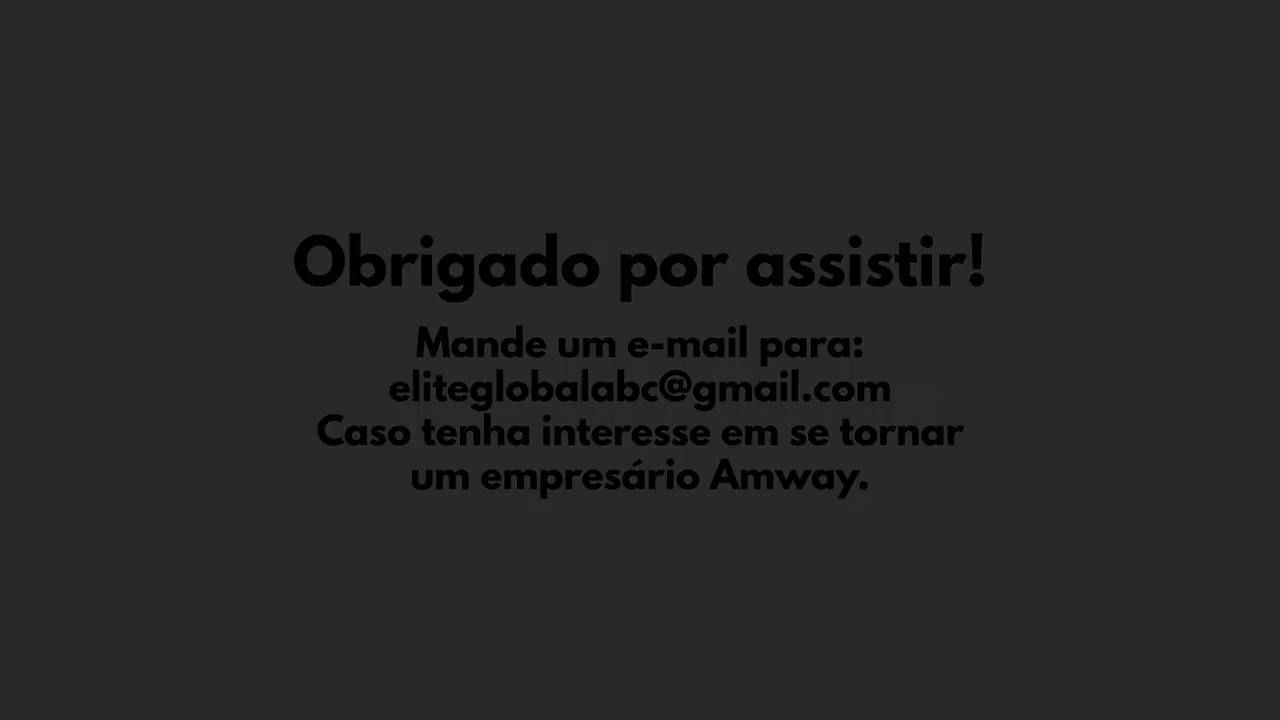 Obrigado por assistir!
Mande um e-mail para:
eliteglobalabc@gmail.com
Caso tenha interesse em se tornar
um empresário Amway.